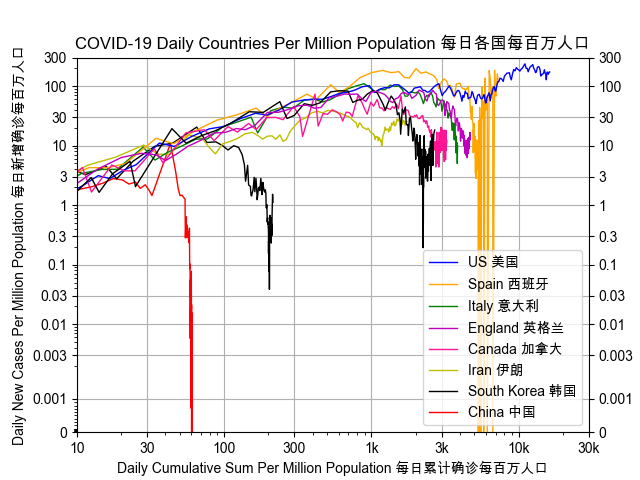 COVID-19 Daily Countries Per Million Population 每日各国每百万人口
Daily New Cases Per Million Population 每日新增确诊每百万人口
300
100
30
10
3
1
0.3
0.1
0.03
0.01
0.003
0.001
0
300
100
30
10
3
1
0.3
0.1
0.03
0.01
0.003
0.001
0
US 美国
Spain 西班牙
Italy 意大利
England 英格兰
Canada 加拿大
Iran 伊朗
South Korea 韩国
China 中国
10 30 100 300 1k 3k 10k 30k
Daily Cumulative Sum Per Million Population 每日累计确诊每百万人口